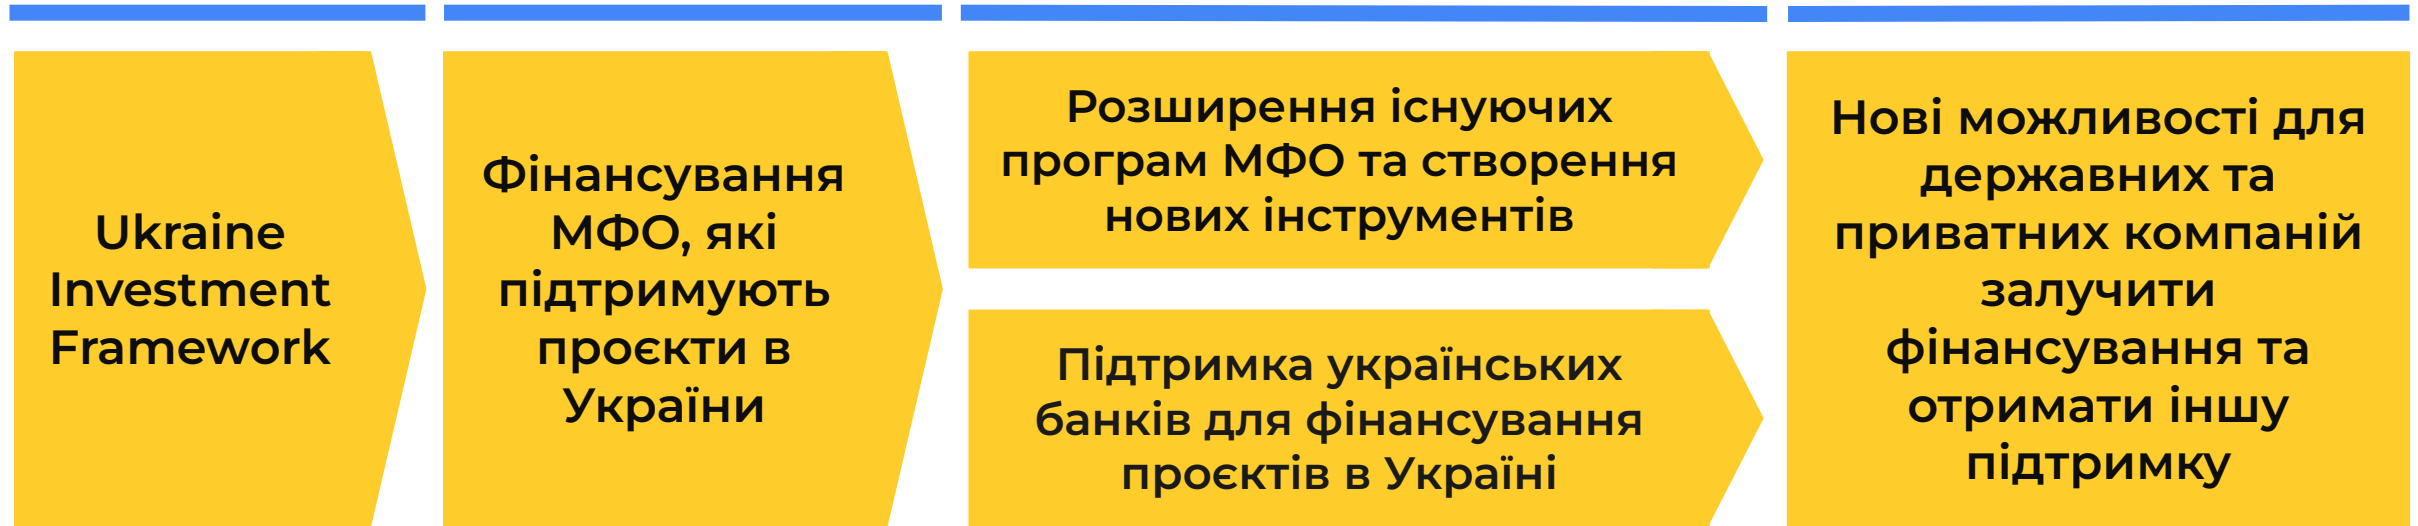 Ukraine
Investment
Framework
Фінансування
МФО, які
підтримують
проєкти в
України
Розширення існуючих
програм МФО та створення
нових інструментів
Підтримка українських
банків для фінансування
проєктів в Україні
Нові можливості для
державних та
приватних компаній
залучити
фінансування та
отримати іншу
підтримку